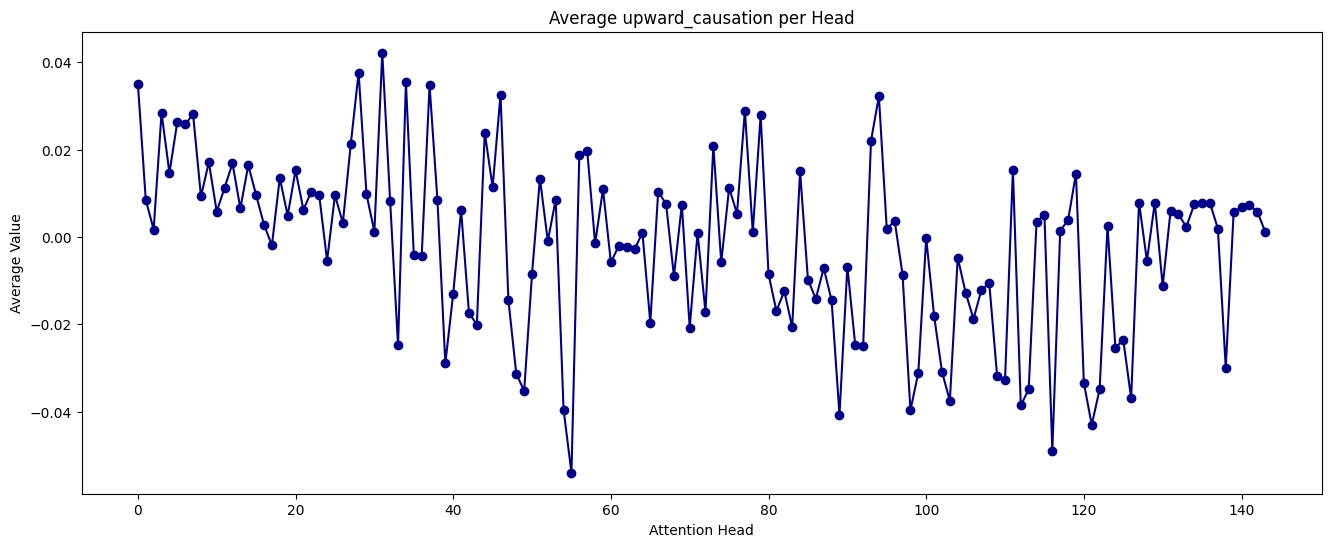 Average upward_causation per Head
0.04
0.02
0.00
−0.02
−0.04
Average Value
0 20 40 60 80 100 120 140
Attention Head